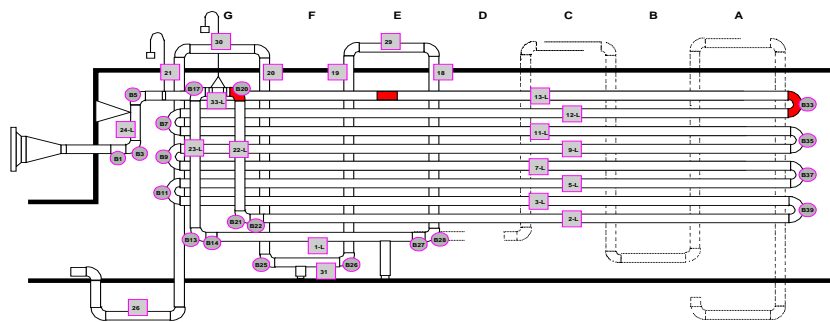 G F E D C B A
30
29
21 20 19 18
B17 B20
B5 33-L 13-L B33
24-L 12-L
B7 11-L
B1 B3 23-L 22-L 9-L B35
B9 7-L
5-L B37
B11 3-L B39
B21 B22 2-L
B13 B14 1-L B27 B28
B25 31 B26
26